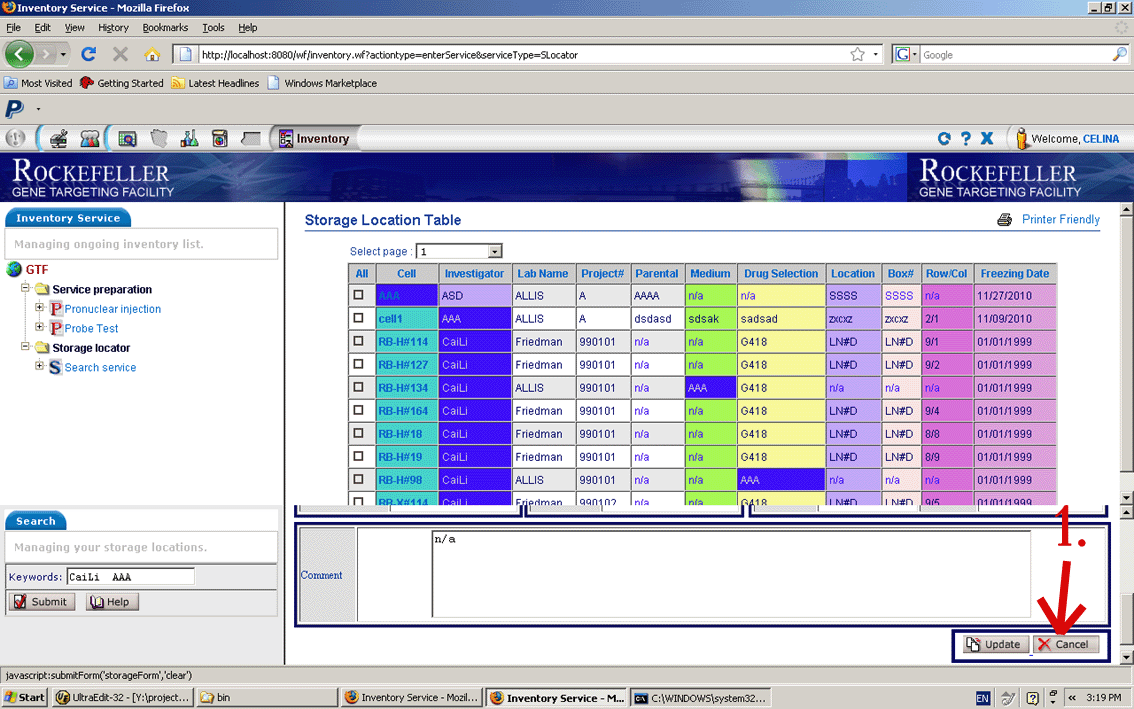 Inventory Service - Mozilla Firefox
File Edit View History Bookmarks Tools Help
http://localhost:8080/wf/inventory.wf?actiontype=enterService&serviceType=SLocator
Google
Most Visited Getting Started Latest Headlines Windows Marketplace
Inventory
Welcome, CELINA
ROCKEFELLER
GENE TARGETING FACILITY
ROCKEFELLER
GENE TARGETING FACILITY
Inventory Service
Managing ongoing inventory list.
GTF
Service preparation
Pronuclear injection
Probe Test
Storage locator
Search service
Storage Location Table
Printer Friendly
Select page : 1
All Cell Investigator Lab Name Project# Parental Medium Drug Selection Location Box# Row/Col Freezing Date
AAA ASD ALLIS A AAAA n/a n/a SSSS SSSS n/a 11/27/2010
cell1 AAA ALLIS A dsdasd sdsak sadsad zxcxz zxcxz 2/1 11/09/2010
RB-H#114 CaiLi Friedman 990101 n/a n/a G418 LN#D LN#D 9/1 01/01/1999
RB-H#127 CaiLi Friedman 990101 n/a n/a G418 LN#D LN#D 9/2 01/01/1999
RB-H#134 CaiLi ALLIS 990101 n/a AAA G418 n/a n/a n/a 01/01/1999
RB-H#164 CaiLi Friedman 990101 n/a n/a G418 LN#D LN#D 9/4 01/01/1999
RB-H#18 CaiLi Friedman 990101 n/a n/a G418 LN#D LN#D 8/8 01/01/1999
RB-H#19 CaiLi Friedman 990101 n/a n/a G418 LN#D LN#D 8/9 01/01/1999
RB-H#98 CaiLi ALLIS 990101 n/a n/a AAA n/a n/a n/a 01/01/1999
RB-X#114 CaiLi Friedman 990102 n/a n/a G418 LN#D LN#D 9/5 01/01/1999
Search
Managing your storage locations.
Keywords: CaiLi AAA
Submit Help
Comment
n/a
1.
Update Cancel
javascript:submitForm('storageForm','clear')
Start UltraEdit-32 - [Y:\project... bin Inventory Service - Mozil... Inventory Service - M... C:\WINDOWS\system32... EN « 3:19 PM